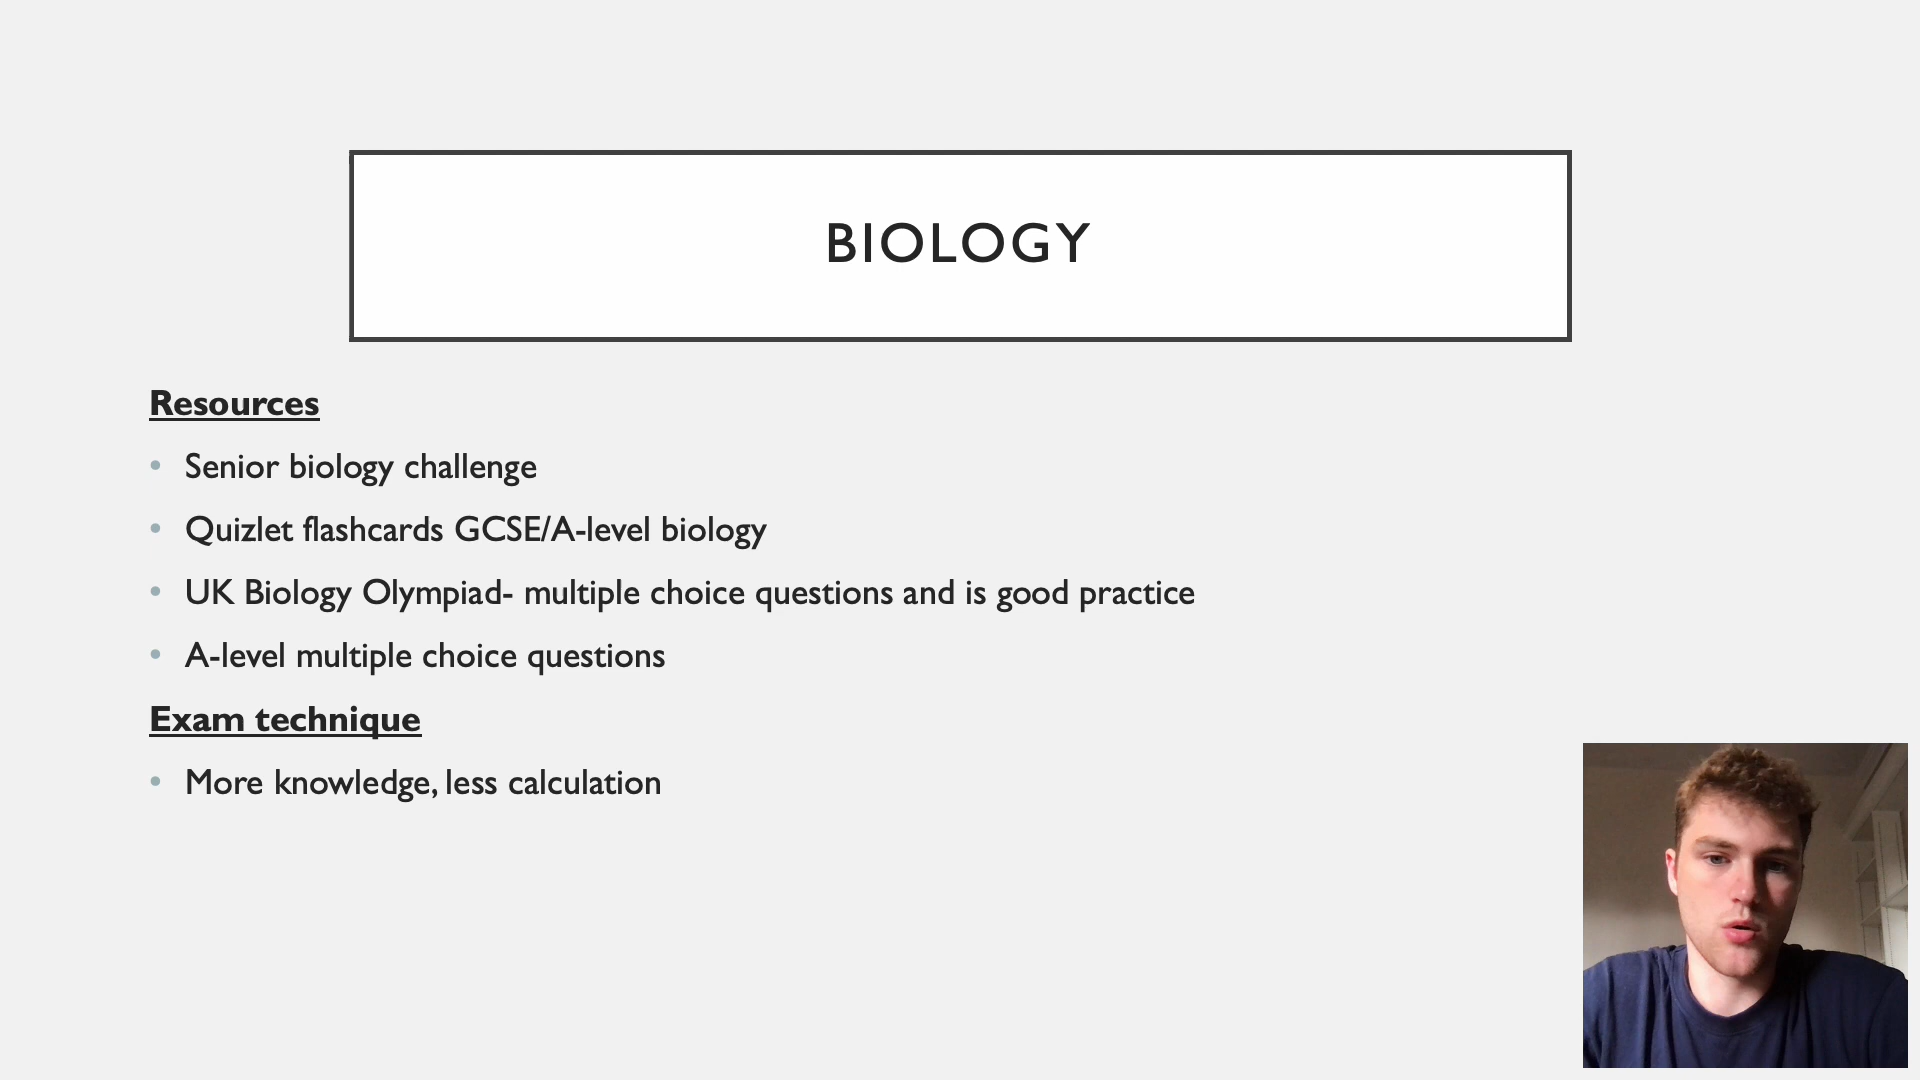 BIOLOGY
Resources
• Senior biology challenge
• Quizlet flashcards GCSE/A-level biology
• UK Biology Olympiad- multiple choice questions and is good practice
• A-level multiple choice questions
Exam technique
• More knowledge, less calculation